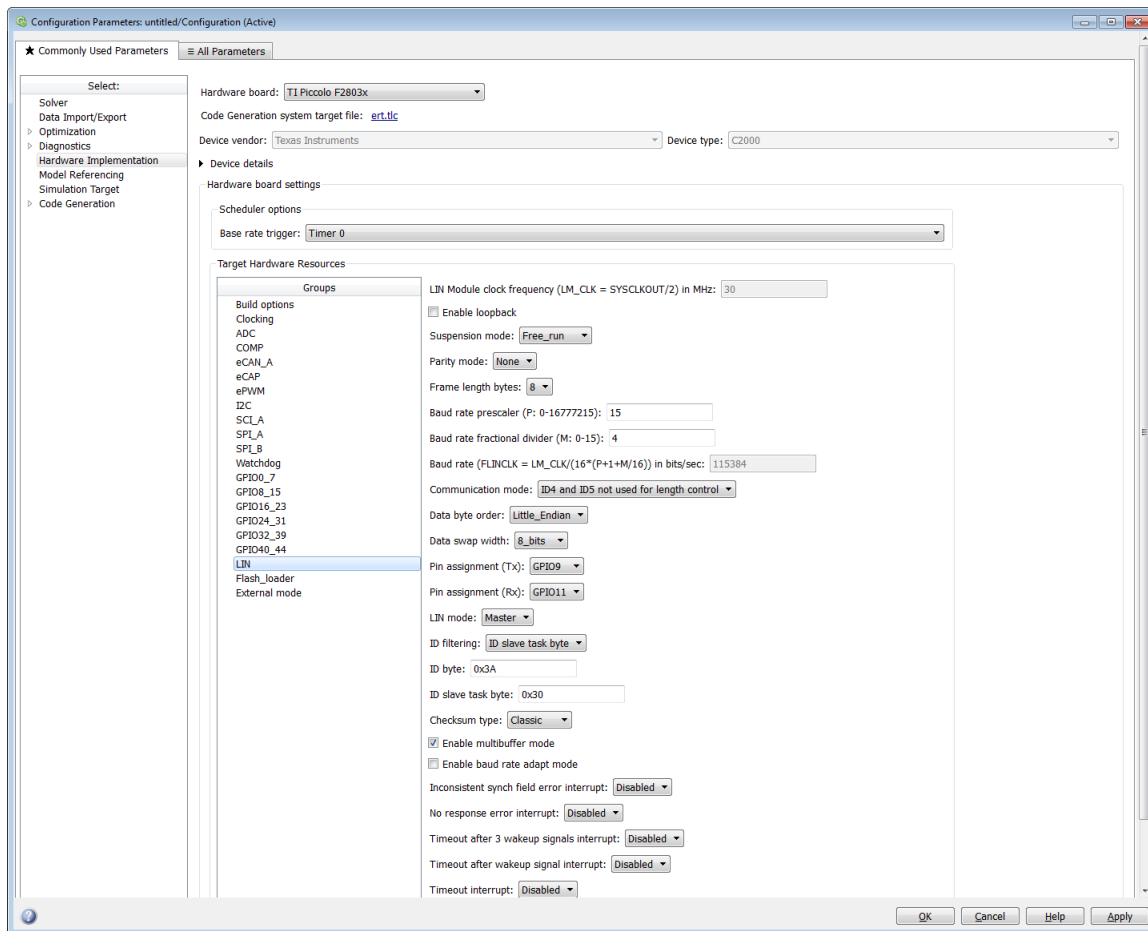 Configuration Parameters: untitled/Configuration (Active)
★ Commonly Used Parameters
≡ All Parameters
Select:
Solver
Data Import/Export
Optimization
Diagnostics
Hardware Implementation
Model Referencing
Simulation Target
Code Generation
Hardware board: TI Piccolo F2803x
Code Generation system target file: ert.tlc
Device vendor: Texas Instruments Device type: C2000
Device details
Hardware board settings
Scheduler options
Base rate trigger: Timer 0
Target Hardware Resources
Groups
Build options
Clocking
ADC
COMP
eCAN_A
eCAP
ePWM
I2C
SCI_A
SPI_A
SPI_B
Watchdog
GPIO0_7
GPIO8_15
GPIO16_23
GPIO24_31
GPIO32_39
GPIO40_44
LIN
Flash_loader
External mode
LIN Module clock frequency (LM_CLK = SYSCLKOUT/2) in MHz: 30
Enable loopback
Suspension mode: Free_run
Parity mode: None
Frame length bytes: 8
Baud rate prescaler (P: 0-16777215): 15
Baud rate fractional divider (M: 0-15): 4
Baud rate (FLINCLK = LM_CLK/(16*(P+1+M/16)) in bits/sec: 115384
Communication mode: ID4 and ID5 not used for length control
Data byte order: Little_Endian
Data swap width: 8_bits
Pin assignment (Tx): GPIO9
Pin assignment (Rx): GPIO11
LIN mode: Master
ID filtering: ID slave task byte
ID byte: 0x3A
ID slave task byte: 0x30
Checksum type: Classic
Enable multibuffer mode
Enable baud rate adapt mode
Inconsistent synch field error interrupt: Disabled
No response error interrupt: Disabled
Timeout after 3 wakeup signals interrupt: Disabled
Timeout after wakeup signal interrupt: Disabled
Timeout interrupt: Disabled
OK
Cancel
Help
Apply